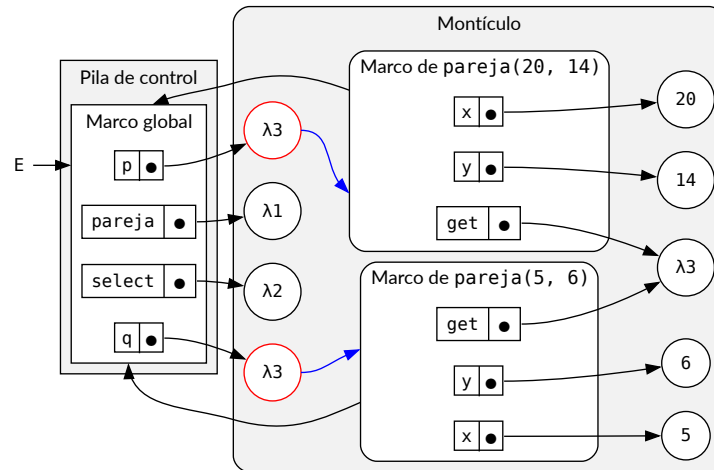 Montículo
Pila de control
Marco de pareja(20, 14)
Marco global
E
p
pareja
select
q
λ3
λ1
λ2
λ3
x
y
get
20
14
λ3
Marco de pareja(5, 6)
get
y
x
6
5